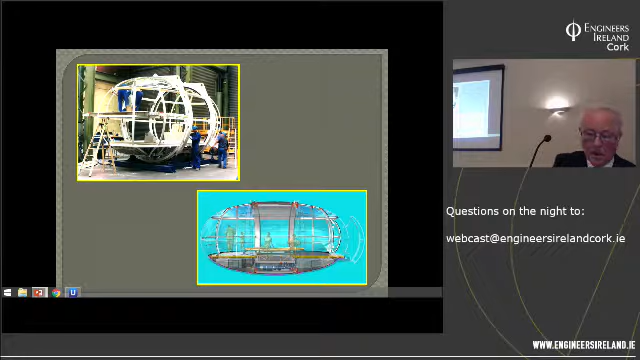 ENGINEERS
IRELAND
Cork
Questions on the night to:
webcast@engineersirelandcork.ie
WWW.ENGINEERSIRELAND.IE